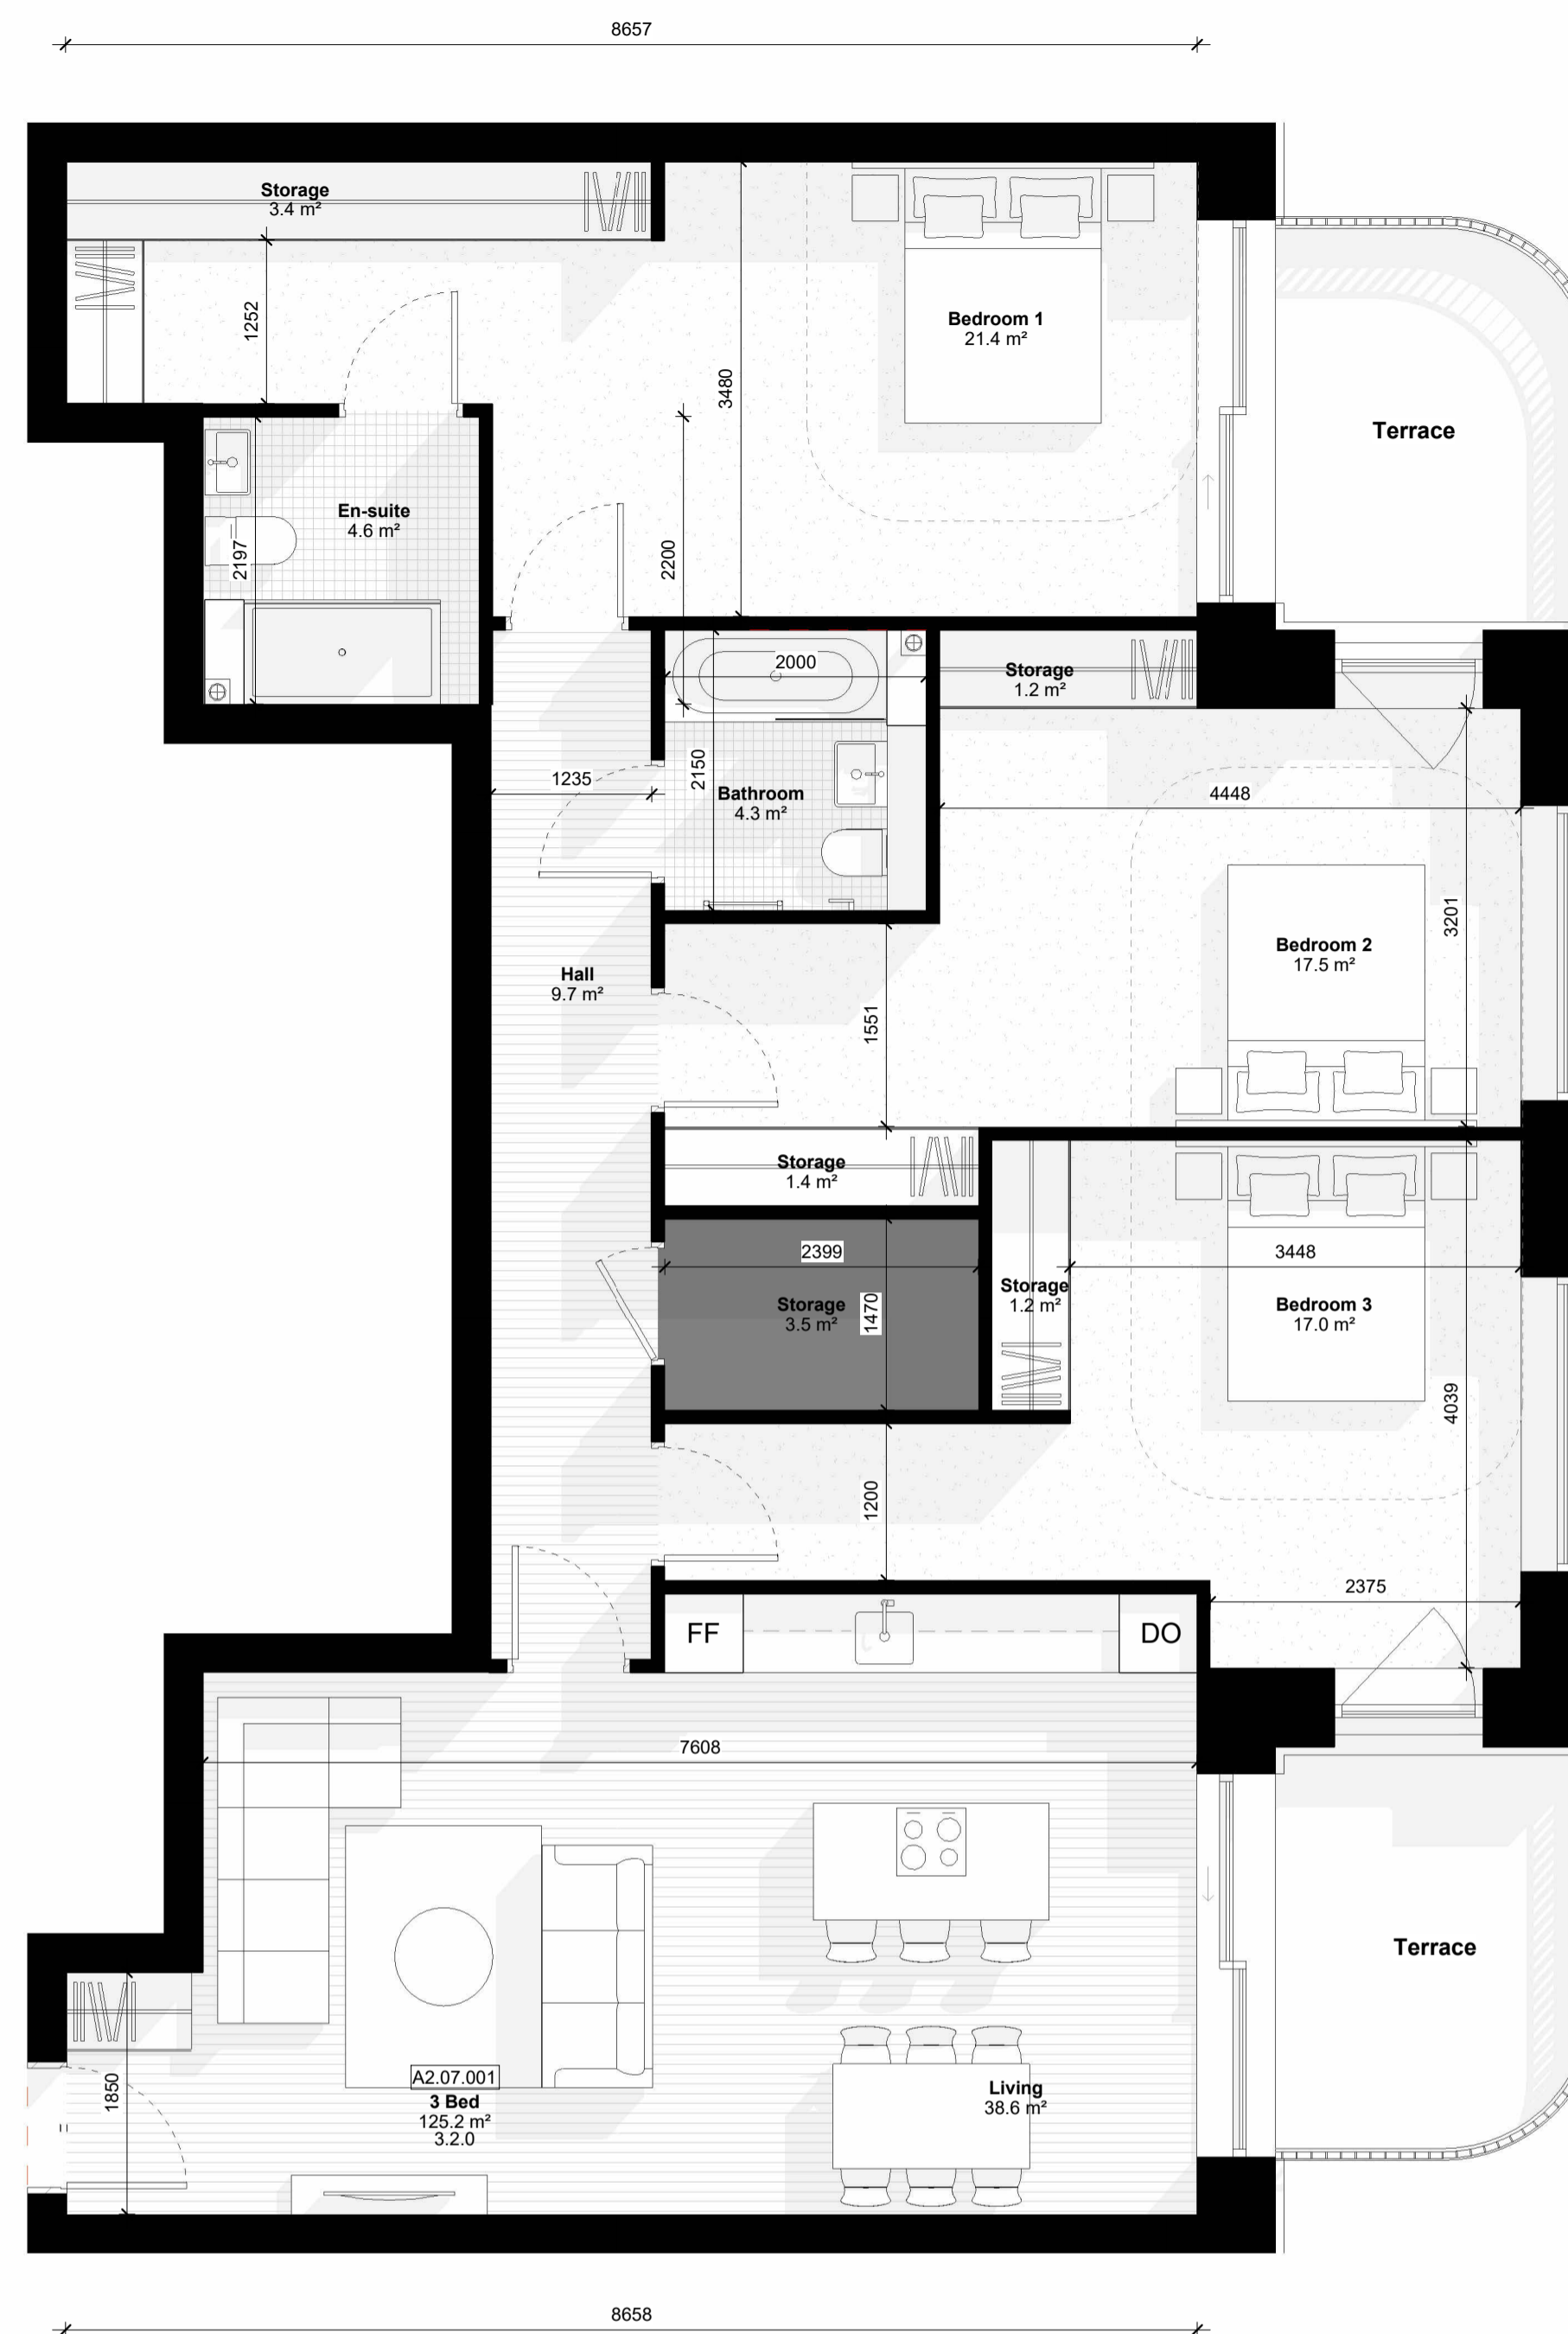 8657
Storage
3.4 m²
1252
3480
Bedroom 1
21.4 m²
Terrace
En-suite
4.6 m²
2197
2200
2000
Storage
1.2 m²
1235
2150
Bathroom
4.3 m²
4448
3201
Bedroom 2
17.5 m²
Hall
9.7 m²
1551
Storage
1.4 m²
2399
Storage
3.5 m²
1470
Storage
1.2 m²
3448
Bedroom 3
17.0 m²
4039
1200
2375
FF
DO
7608
Terrace
1850
A2.07.001
3 Bed
125.2 m²
3.2.0
Living
38.6 m²
8658